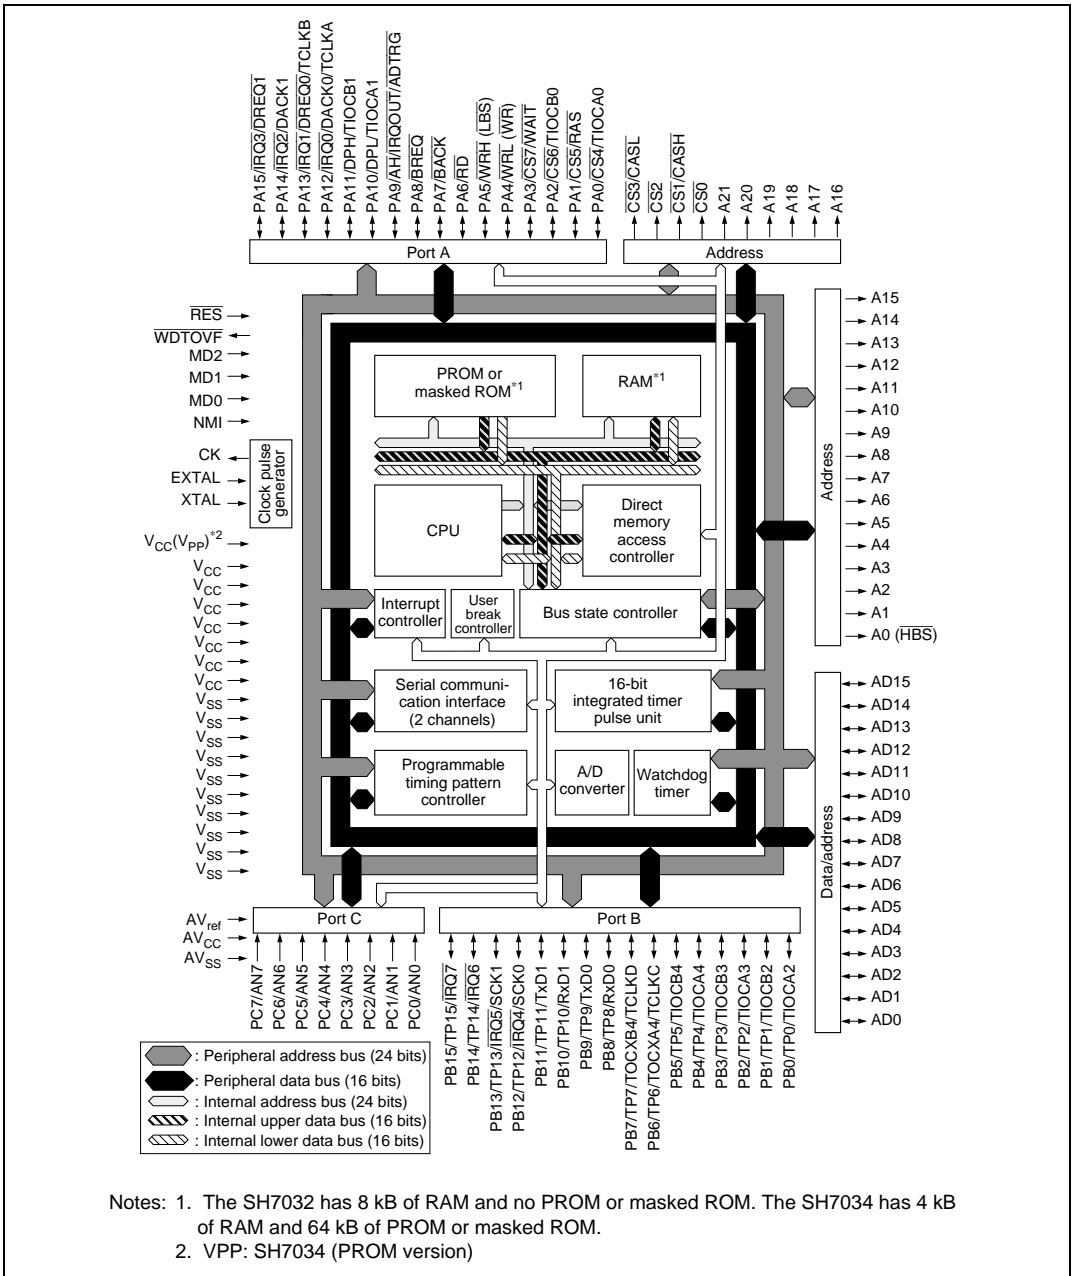 PA15/IRQ3/DREQ1
PA14/IRQ2/DACK1
PA13/IRQ1/DREQ0/TCLKB
PA12/IRQ0/DACK0/TCLKA
PA11/DPH/TIOCB1
PA10/DPL/TIOCA1
PA9/AH/IRQOUT/ADTRG
PA8/BREQ
PA7/BACK
PA6/RD
PA5/WRH (LBS)
PA4/WRL (WR)
PA3/CS7/WAIT
PA2/CS6/TIOCB0
PA1/CS5/RAS
PA0/CS4/TIOCA0
CS3/CASL
CS2
CS1/CASH
CS0
A21
A20
A19
A18
A17
A16
Port A
Address
RES
WDTOVF
MD2
MD1
MD0
NMI
CK
EXTAL
XTAL
Clock pulse
generator
VCC(VPP)*2
VCC
VCC
VCC
VCC
VCC
VCC
VCC
VSS
VSS
VSS
VSS
VSS
VSS
VSS
VSS
VSS
VSS
AVref
AVCC
AVSS
PROM or
masked ROM*1
RAM*1
CPU
Direct
memory
access
controller
Interrupt
controller
User
break
controller
Bus state controller
Serial communi-
cation interface
(2 channels)
16-bit
integrated timer
pulse unit
Programmable
timing pattern
controller
A/D
converter
Watchdog
timer
Address
A15
A14
A13
A12
A11
A10
A9
A8
A7
A6
A5
A4
A3
A2
A1
A0 (HBS)
Data/address
AD15
AD14
AD13
AD12
AD11
AD10
AD9
AD8
AD7
AD6
AD5
AD4
AD3
AD2
AD1
AD0
Port C
Port B
PC7/AN7
PC6/AN6
PC5/AN5
PC4/AN4
PC3/AN3
PC2/AN2
PC1/AN1
PC0/AN0
PB15/TP15/IRQ7
PB14/TP14/IRQ6
PB13/TP13/IRQ5/SCK1
PB12/TP12/IRQ4/SCK0
PB11/TP11/TxD1
PB10/TP10/RxD1
PB9/TP9/TxD0
PB8/TP8/RxD0
PB7/TP7/TOCXB4/TCLKD
PB6/TP6/TOCXA4/TCLKC
PB5/TP5/TIOCB4
PB4/TP4/TIOCA4
PB3/TP3/TIOCB3
PB2/TP2/TIOCA3
PB1/TP1/TIOCB2
PB0/TP0/TIOCA2
: Peripheral address bus (24 bits)
: Peripheral data bus (16 bits)
: Internal address bus (24 bits)
: Internal upper data bus (16 bits)
: Internal lower data bus (16 bits)
Notes: 1. The SH7032 has 8 kB of RAM and no PROM or masked ROM. The SH7034 has 4 kB
of RAM and 64 kB of PROM or masked ROM.
2. VPP: SH7034 (PROM version)